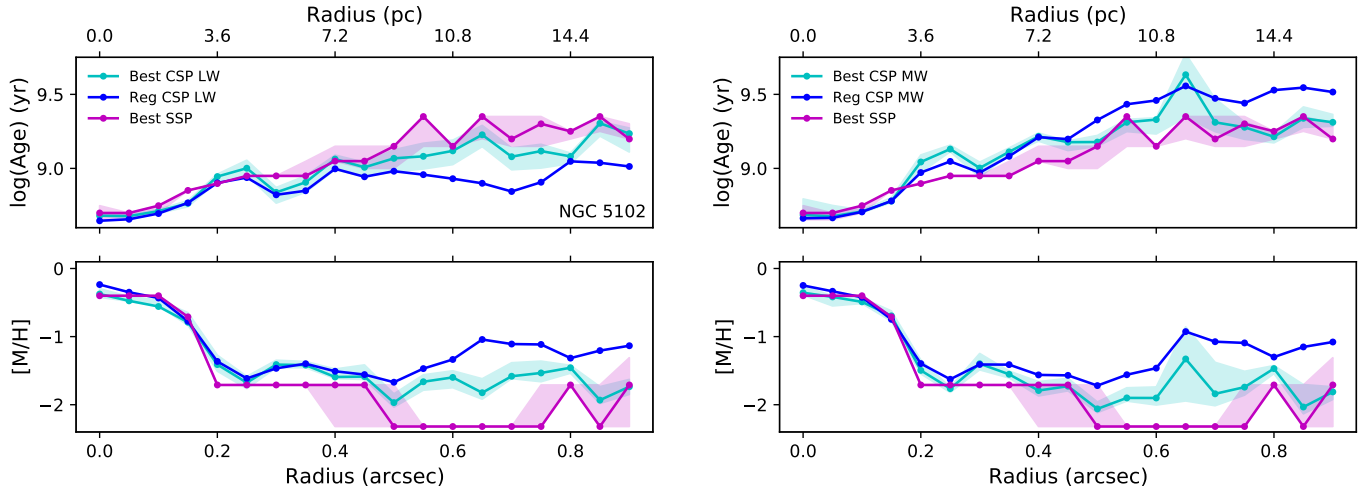 Radius (pc)
0.0 3.6 7.2 10.8 14.4
log(Age) (yr)
9.5
9.0
Best CSP LW
Reg CSP LW
Best SSP
NGC 5102
[M/H]
0
−1
−2
0.0 0.2 0.4 0.6 0.8
Radius (arcsec)
Radius (pc)
0.0 3.6 7.2 10.8 14.4
log(Age) (yr)
9.5
9.0
Best CSP MW
Reg CSP MW
Best SSP
[M/H]
0
−1
−2
0.0 0.2 0.4 0.6 0.8
Radius (arcsec)